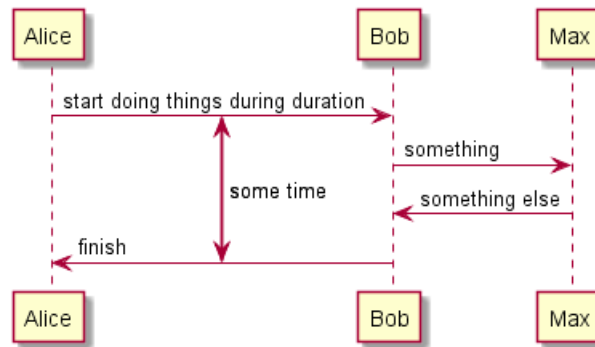 Alice
Bob
Max
start doing things during duration
something
some time
something else
finish
Alice
Bob
Max